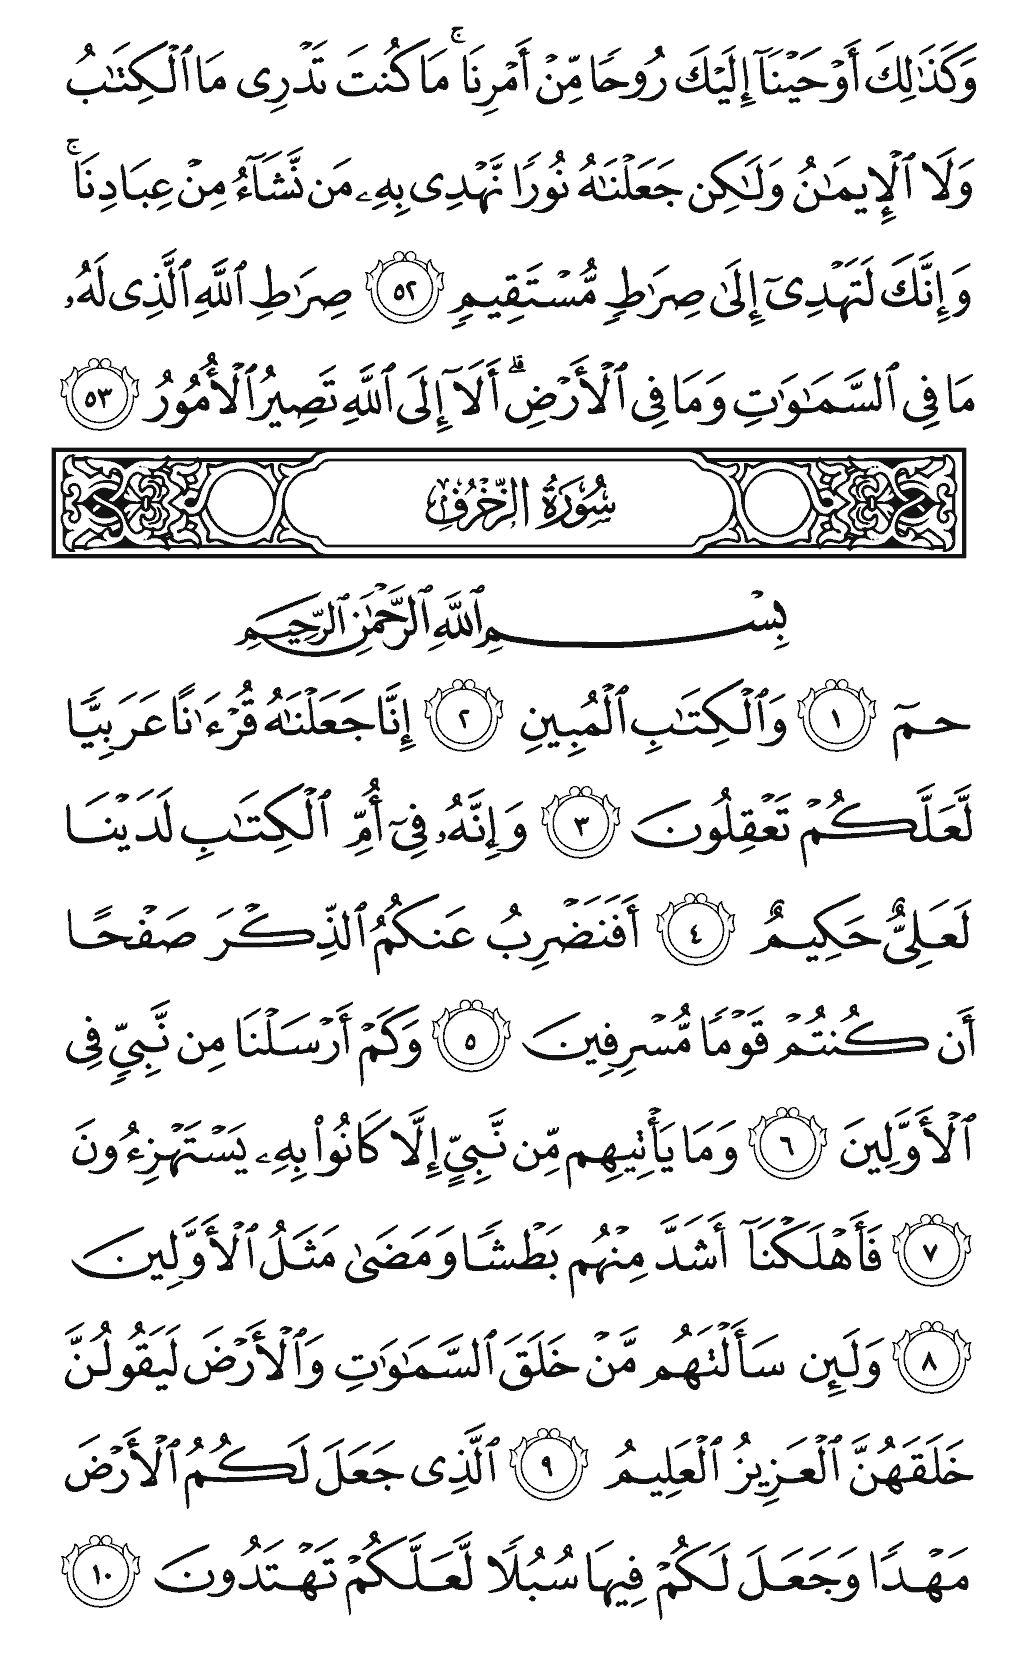 وَكَذَٰلِكَ أَوْحَيْنَآ إِلَيْكَ رُوحًا مِّنْ أَمْرِنَا ۚ مَا كُنتَ تَدْرِى مَا ٱلْكِتَٰبُ
وَلَا ٱلْإِيمَٰنُ وَلَٰكِن جَعَلْنَٰهُ نُورًا نَّهْدِى بِهِۦ مَن نَّشَآءُ مِنْ عِبَادِنَا ۚ
وَإِنَّكَ لَتَهْدِىٓ إِلَىٰ صِرَٰطٍ مُّسْتَقِيمٍ ٥٢ صِرَٰطِ ٱللَّهِ ٱلَّذِى لَهُۥ
مَا فِى ٱلسَّمَٰوَٰتِ وَمَا فِى ٱلْأَرْضِ ۗ أَلَآ إِلَى ٱللَّهِ تَصِيرُ ٱلْأُمُورُ ٥٣
سُورَةُ الزُّخْرُفِ
بِسْمِ ٱللَّهِ ٱلرَّحْمَٰنِ ٱلرَّحِيمِ
حمٓ ١ وَٱلْكِتَٰبِ ٱلْمُبِينِ ٢ إِنَّا جَعَلْنَٰهُ قُرْءَٰنًا عَرَبِيًّا
لَّعَلَّكُمْ تَعْقِلُونَ ٣ وَإِنَّهُۥ فِىٓ أُمِّ ٱلْكِتَٰبِ لَدَيْنَا
لَعَلِىٌّ حَكِيمٌ ٤ أَفَنَضْرِبُ عَنكُمُ ٱلذِّكْرَ صَفْحًا
أَن كُنتُمْ قَوْمًا مُّسْرِفِينَ ٥ وَكَمْ أَرْسَلْنَا مِن نَّبِىٍّ فِى
ٱلْأَوَّلِينَ ٦ وَمَا يَأْتِيهِم مِّن نَّبِىٍّ إِلَّا كَانُوا۟ بِهِۦ يَسْتَهْزِءُونَ
٧ فَأَهْلَكْنَآ أَشَدَّ مِنْهُم بَطْشًا وَمَضَىٰ مَثَلُ ٱلْأَوَّلِينَ
٨ وَلَئِن سَأَلْتَهُم مَّنْ خَلَقَ ٱلسَّمَٰوَٰتِ وَٱلْأَرْضَ لَيَقُولُنَّ
خَلَقَهُنَّ ٱلْعَزِيزُ ٱلْعَلِيمُ ٩ ٱلَّذِى جَعَلَ لَكُمُ ٱلْأَرْضَ
مَهْدًا وَجَعَلَ لَكُمْ فِيهَا سُبُلًا لَّعَلَّكُمْ تَهْتَدُونَ ١٠